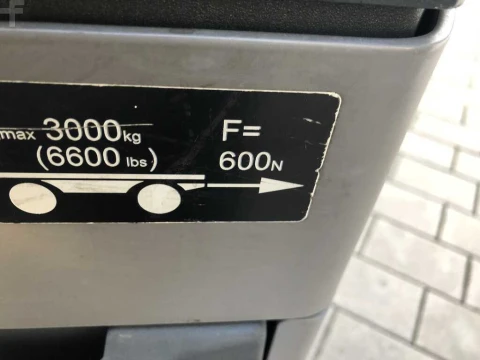 max 3000kg
(6600 lbs)
F=
600N